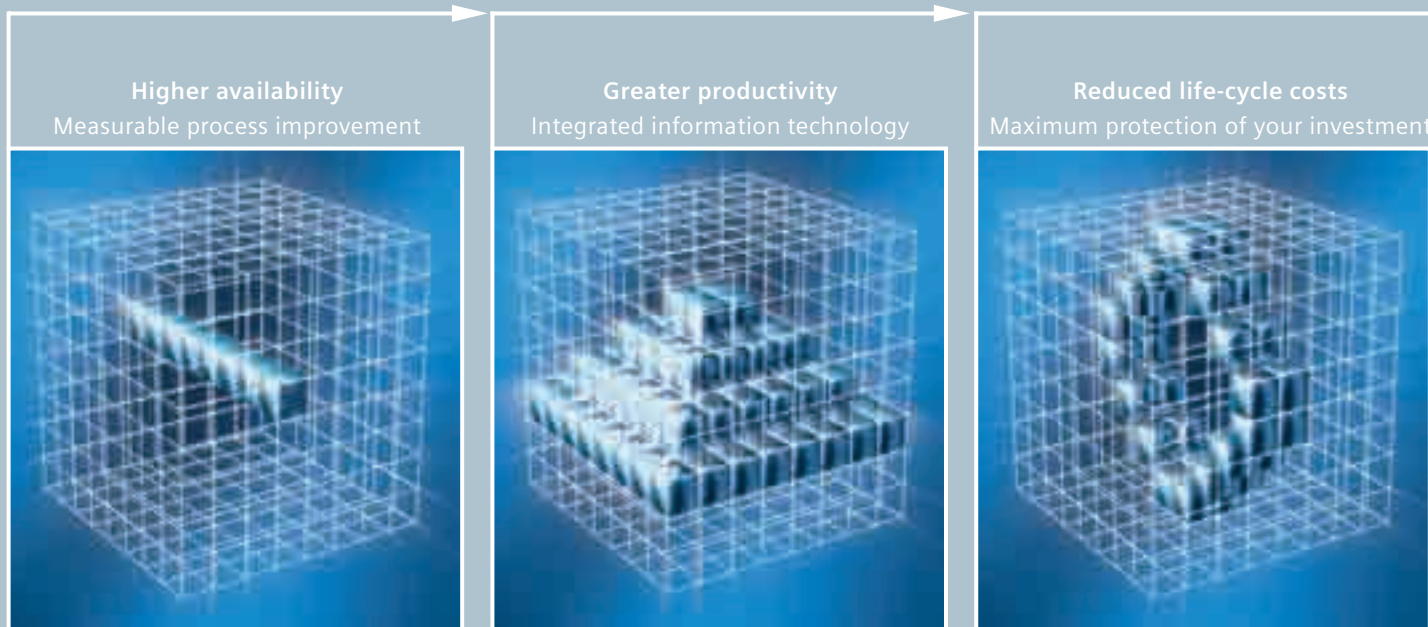 Higher availability
Measurable process improvement
Greater productivity
Integrated information technology
Reduced life-cycle costs
Maximum protection of your investment